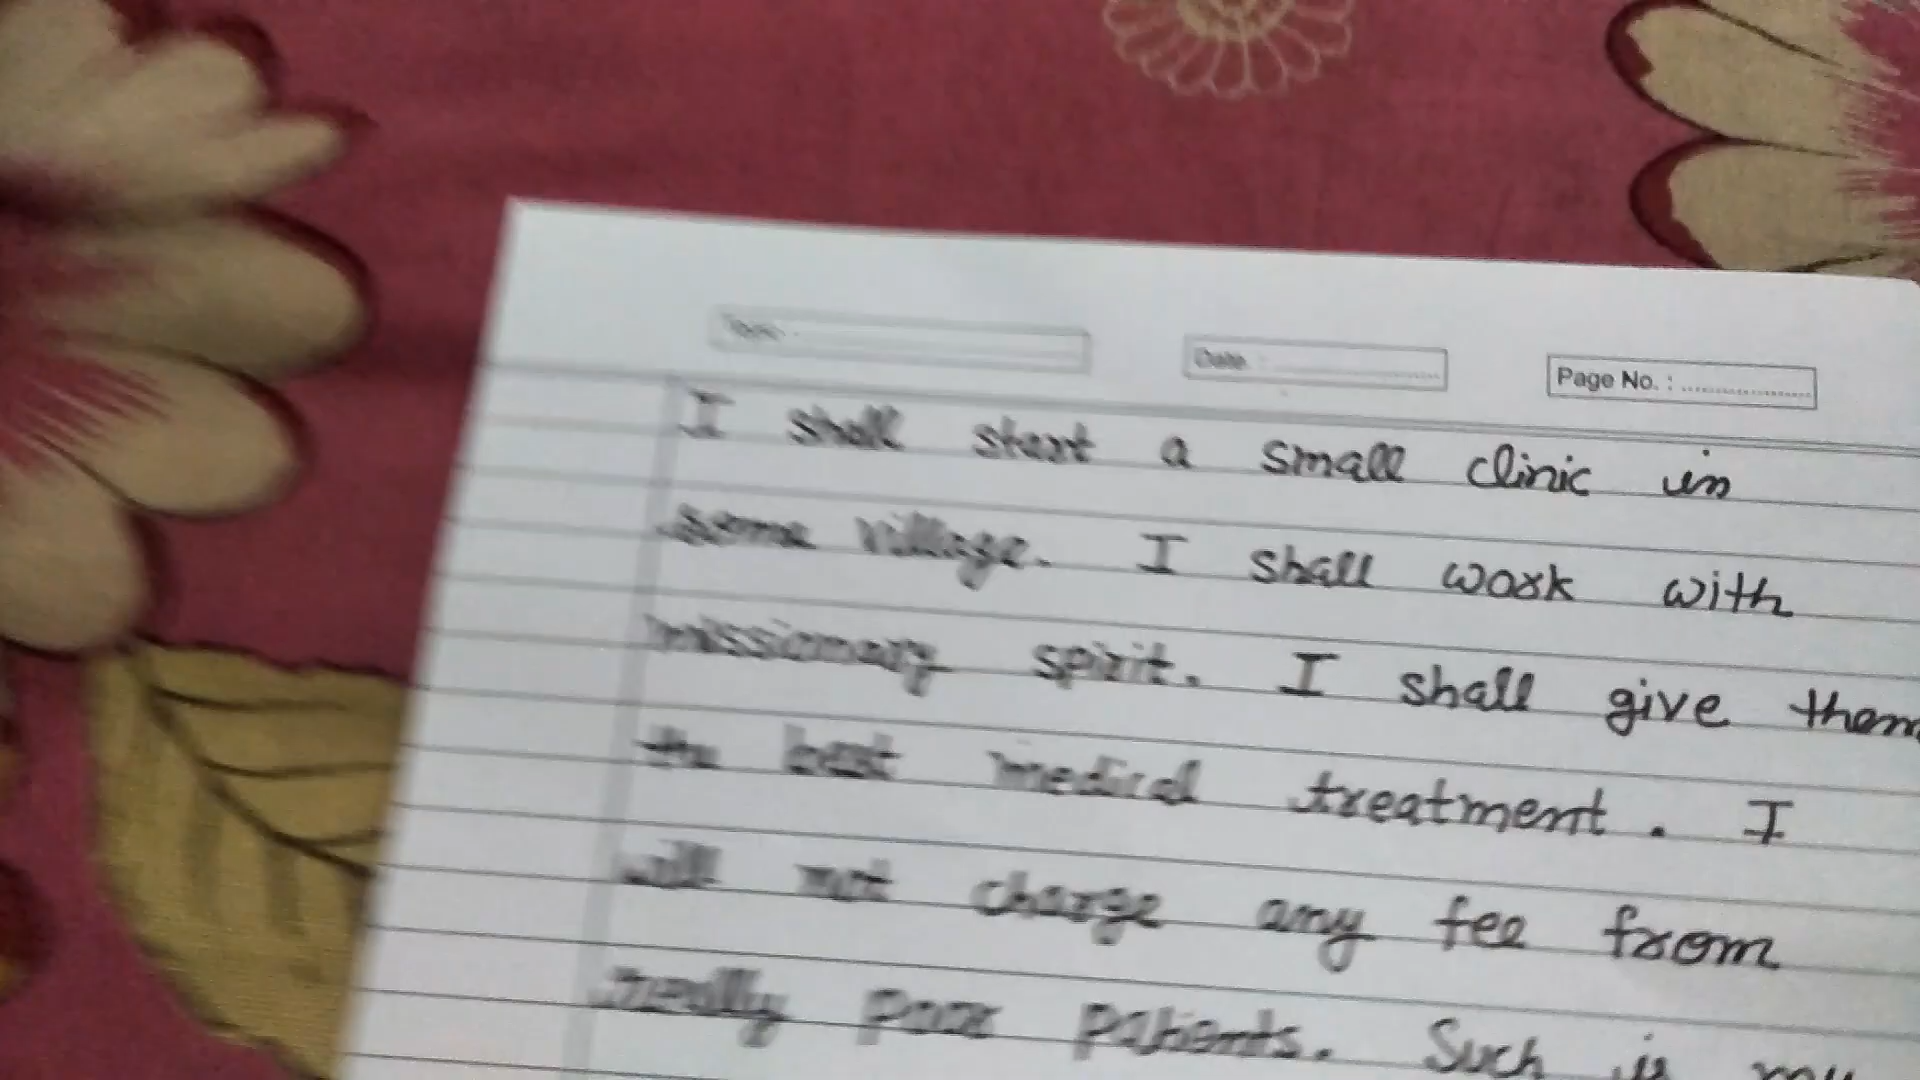 Date :
Page No. :
I shall start a small clinic in
some village. I shall work with
missionary spirit. I shall give them
the best medical treatment. I
will not charge any fee from
really poor patients. Such is my